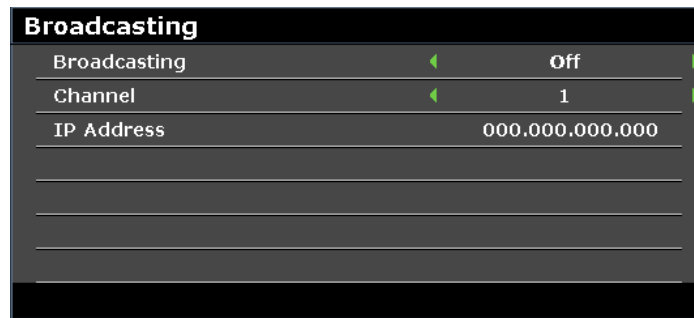 Broadcasting
Broadcasting Off
Channel 1
IP Address 000.000.000.000